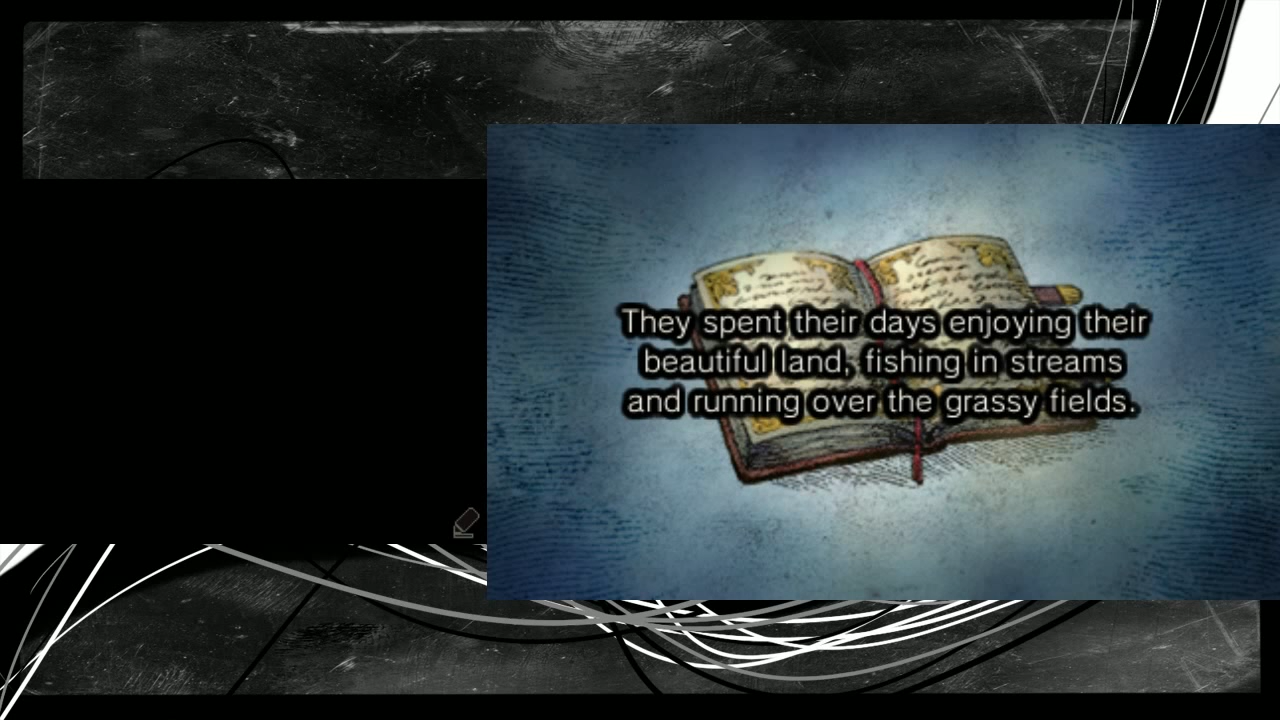 They spent their days enjoying their
beautiful land, fishing in streams
and running over the grassy fields.